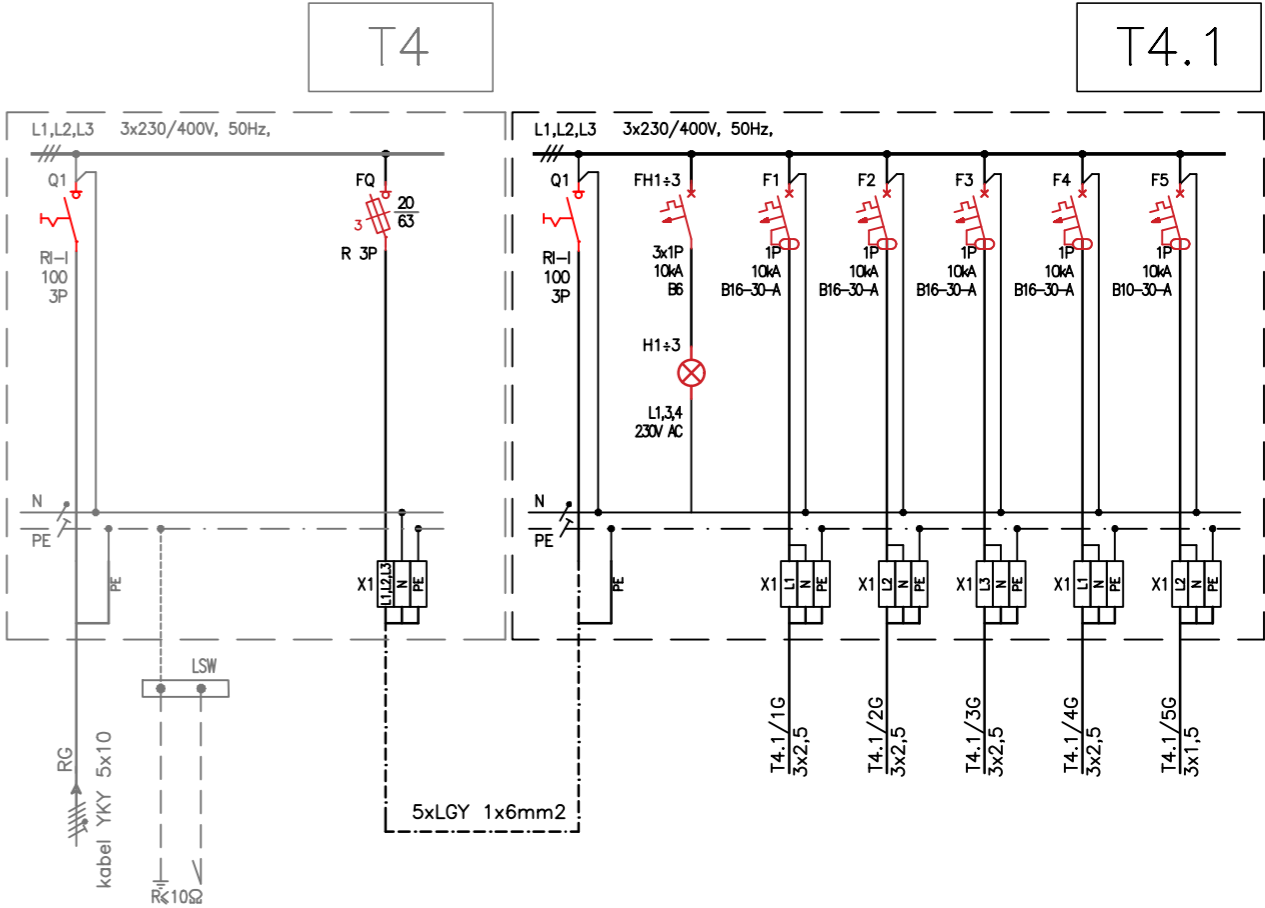 T4
T4.1
L1,L2,L3 3x230/400V, 50Hz,
Q1
RI-I
100
3P
FQ
3
20
63
R 3P
N
PE
PE
X1
L1,L2,L3
N
PE
LSW
RG
kabel YKY 5x10
R⩽10Ω
5xLGY 1x6mm2
L1,L2,L3 3x230/400V, 50Hz,
Q1
RI-I
100
3P
FH1÷3
3x1P
10kA
B6
H1÷3
L1,3,4
230V AC
F1
1P
10kA
B16-30-A
F2
1P
10kA
B16-30-A
F3
1P
10kA
B16-30-A
F4
1P
10kA
B16-30-A
F5
1P
10kA
B10-30-A
N
PE
PE
X1
L1
N
PE
X1
L2
N
PE
X1
L3
N
PE
X1
L1
N
PE
X1
L2
N
PE
T4.1/1G
3x2,5
T4.1/2G
3x2,5
T4.1/3G
3x2,5
T4.1/4G
3x2,5
T4.1/5G
3x1,5